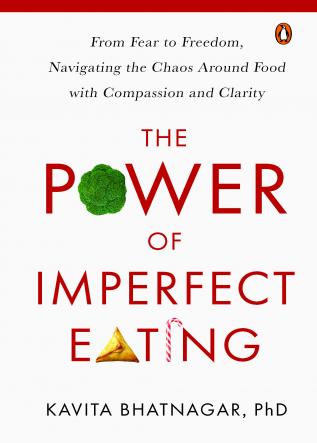 From Fear to Freedom,
Navigating the Chaos Around Food
with Compassion and Clarity
THE
POWER
OF
IMPERFECT
EATING
KAVITA BHATNAGAR, PhD